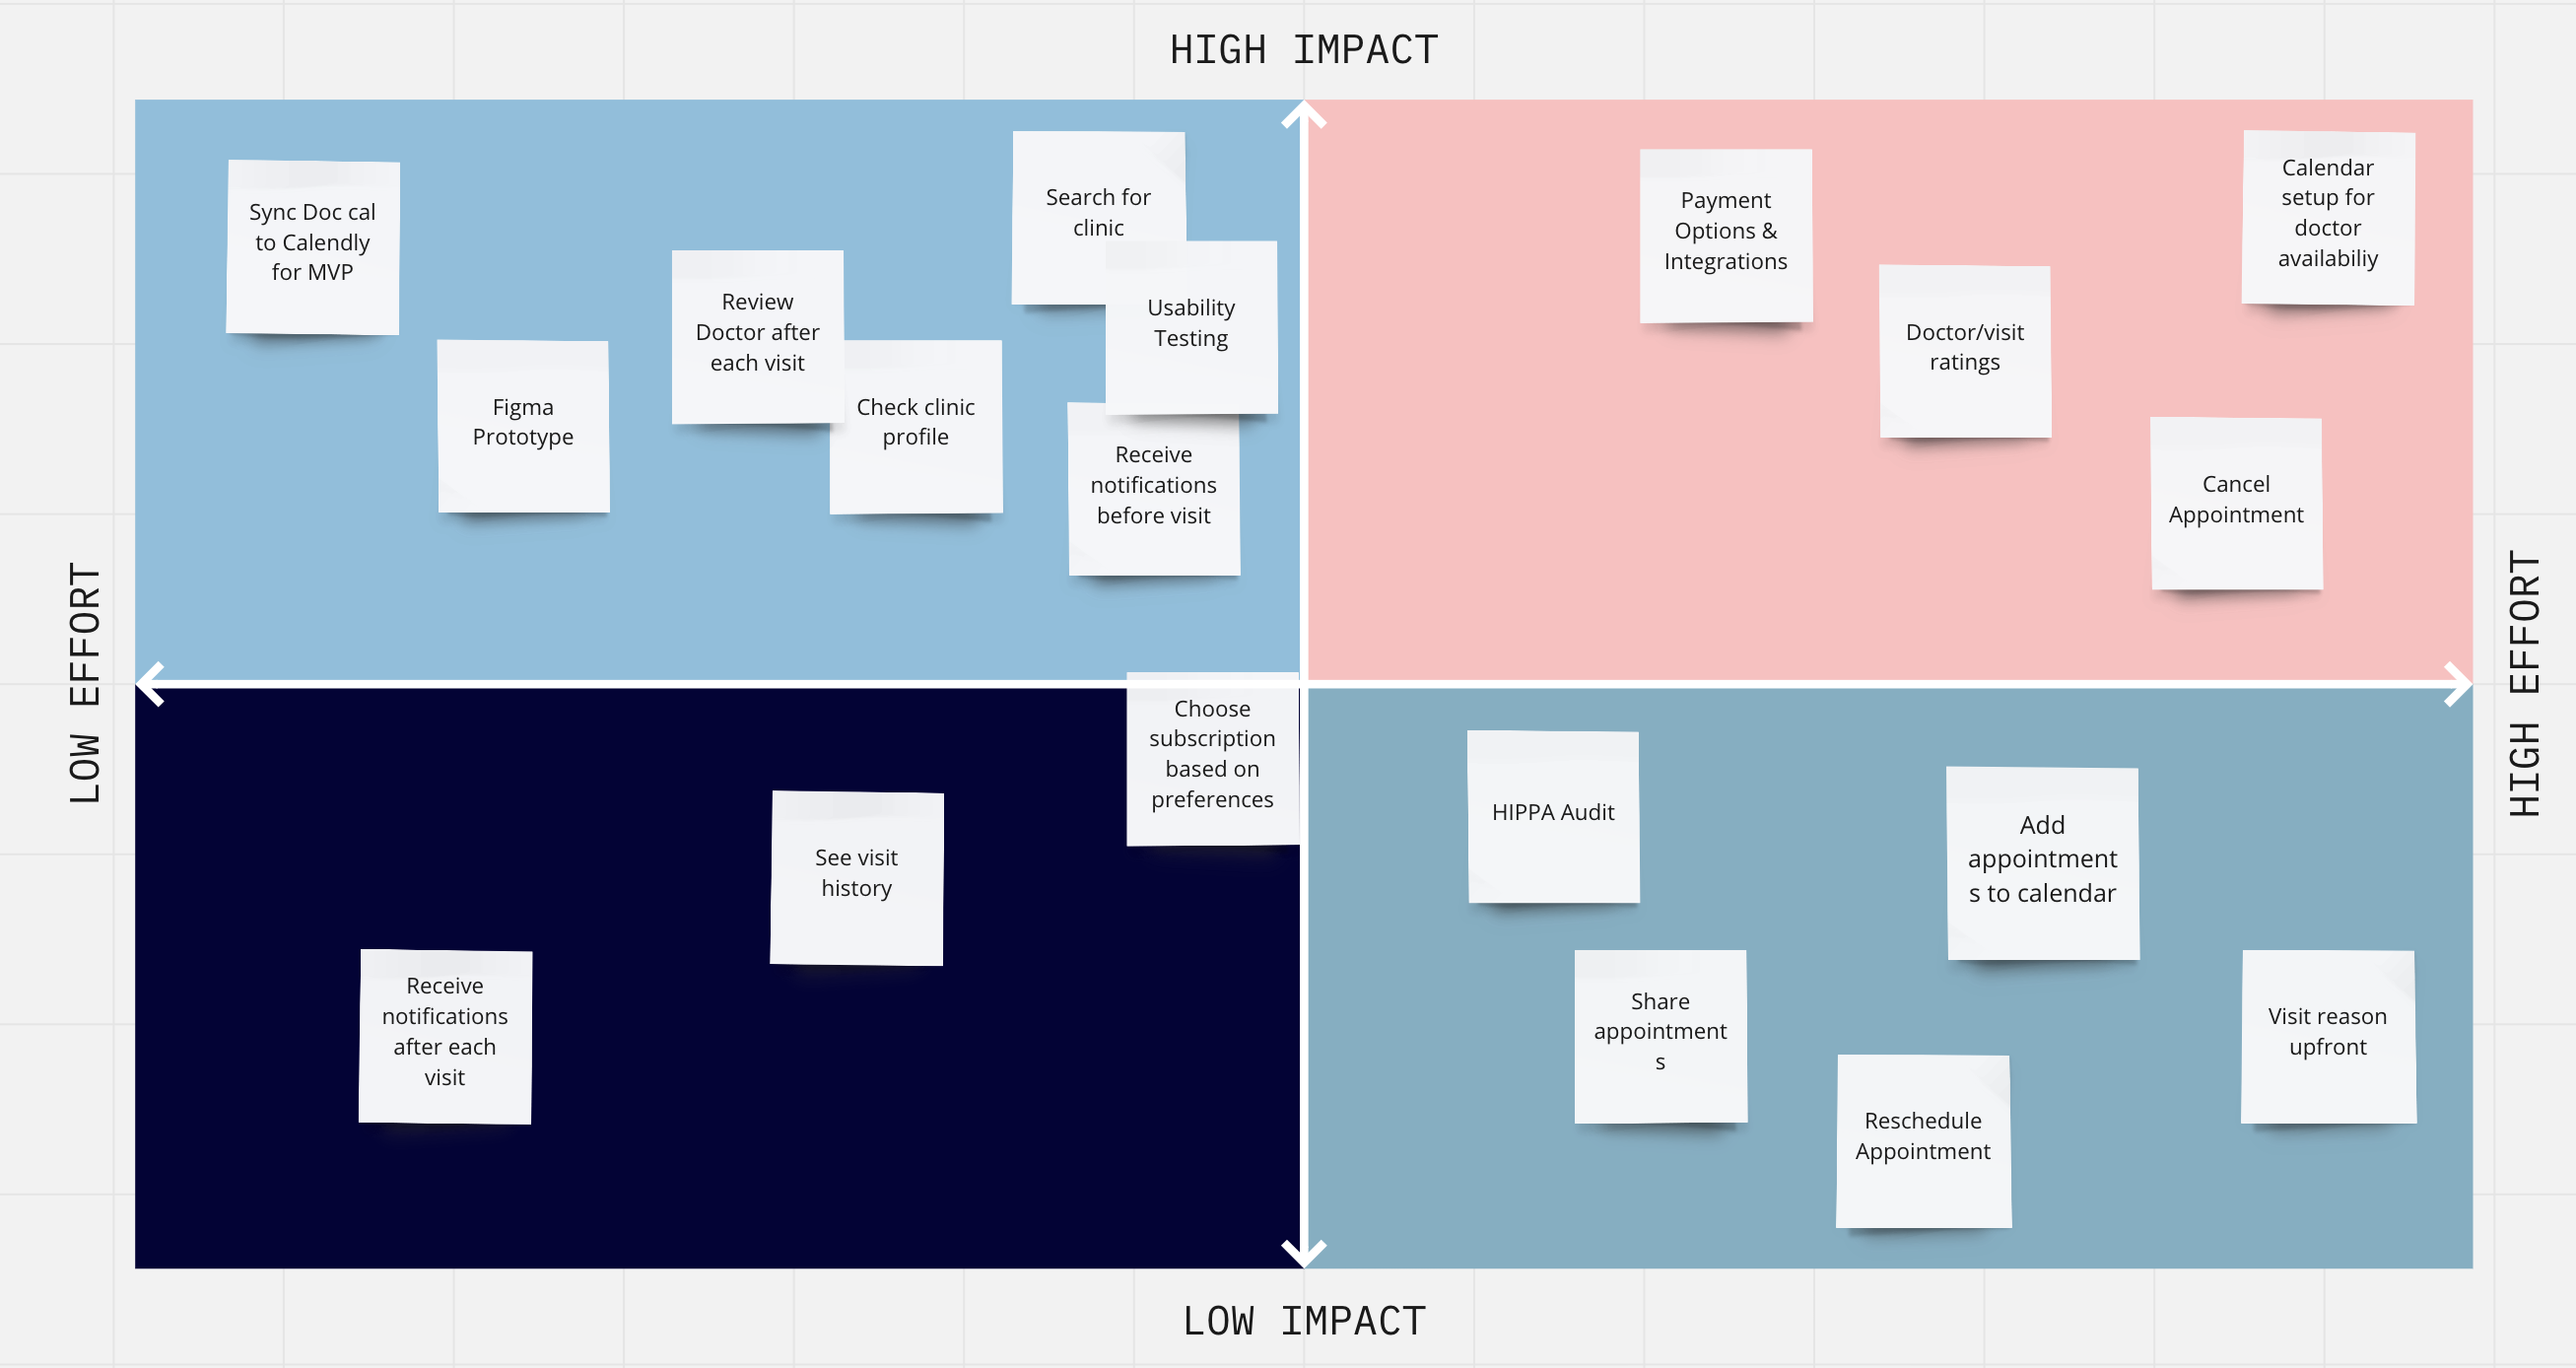 HIGH IMPACT
Sync Doc cal
to Calendly
for MVP
Figma
Prototype
Review
Doctor after
each visit
Check clinic
profile
Search for
clinic
Usability
Testing
Receive
notifications
before visit
Payment
Options &
Integrations
Doctor/visit
ratings
Calendar
setup for
doctor
availabiliy
Cancel
Appointment
LOW EFFORT
HIGH EFFORT
Choose
subscription
based on
preferences
See visit
history
Receive
notifications
after each
visit
HIPPA Audit
Add
appointment
s to calendar
Share
appointment
s
Reschedule
Appointment
Visit reason
upfront
LOW IMPACT